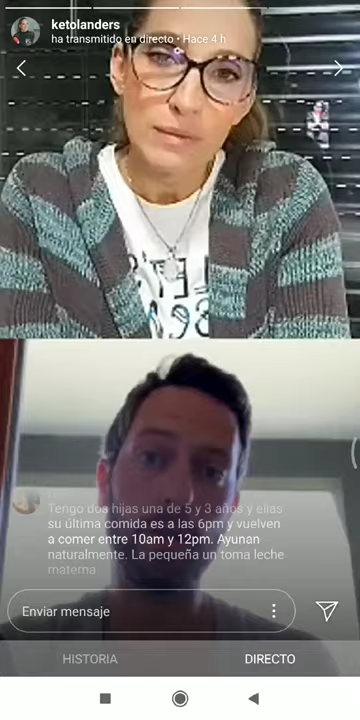 ketolanders
ha transmitido en directo • Hace 4 h
Tengo dos hijas una de 5 y 3 años y ellas
su última comida es a las 6pm y vuelven
a comer entre 10am y 12pm. Ayunan
naturalmente. La pequeña un toma leche
materna
Enviar mensaje
HISTORIA
DIRECTO